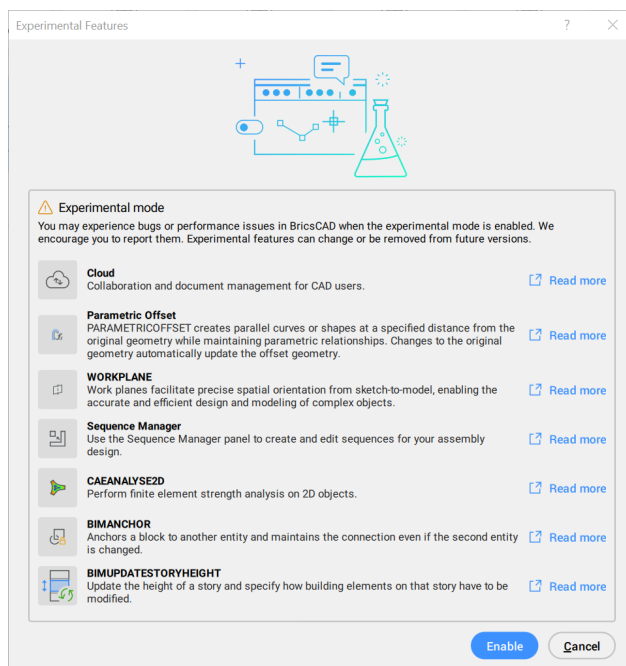 Experimental Features
?
Experimental mode
You may experience bugs or performance issues in BricsCAD when the experimental mode is enabled. We
encourage you to report them. Experimental features can change or be removed from future versions.
Cloud
Collaboration and document management for CAD users.
Read more
Parametric Offset
PARAMETRICOFFSET creates parallel curves or shapes at a specified distance from the
original geometry while maintaining parametric relationships. Changes to the original
geometry automatically update the offset geometry.
Read more
WORKPLANE
Work planes facilitate precise spatial orientation from sketch-to-model, enabling the
accurate and efficient design and modeling of complex objects.
Read more
Sequence Manager
Use the Sequence Manager panel to create and edit sequences for your assembly
design.
Read more
CAEANALYSE2D
Perform finite element strength analysis on 2D objects.
Read more
BIMANCHOR
Anchors a block to another entity and maintains the connection even if the second entity
is changed.
Read more
BIMUPDATESTORYHEIGHT
Update the height of a story and specify how building elements on that story have to be
modified.
Read more
Enable
Cancel